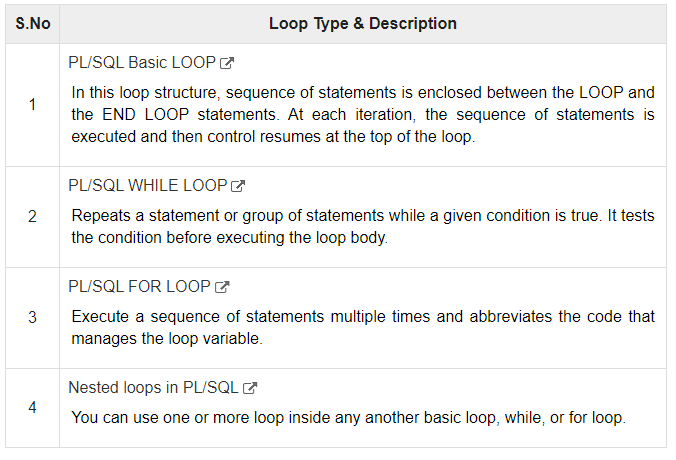 S.No Loop Type & Description
PL/SQL Basic LOOP
1
In this loop structure, sequence of statements is enclosed between the LOOP and
the END LOOP statements. At each iteration, the sequence of statements is
executed and then control resumes at the top of the loop.
PL/SQL WHILE LOOP
2
Repeats a statement or group of statements while a given condition is true. It tests
the condition before executing the loop body.
PL/SQL FOR LOOP
3
Execute a sequence of statements multiple times and abbreviates the code that
manages the loop variable.
Nested loops in PL/SQL
4
You can use one or more loop inside any another basic loop, while, or for loop.